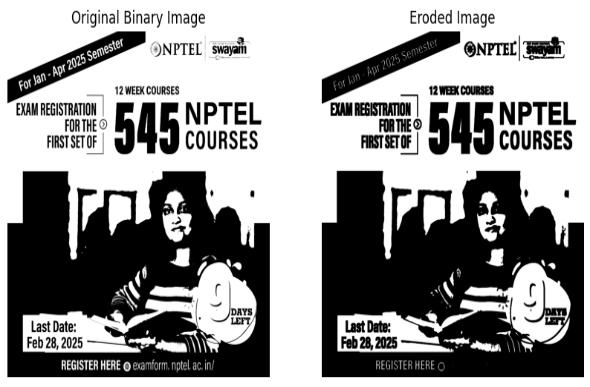 Original Binary Image
For Jan - Apr 2025 Semester
NPTEL
swayam
12 WEEK COURSES
EXAM REGISTRATION
FOR THE
FIRST SET OF
545 NPTEL
COURSES
9
DAYS
LEFT
Last Date:
Feb 28, 2025
REGISTER HERE examform.nptel.ac.in/
Eroded Image
For Jan - Apr 2025 Semester
NPTEL
swayam
12 WEEK COURSES
EXAM REGISTRATION
FOR THE
FIRST SET OF
545 NPTEL
COURSES
9
DAYS
LEFT
Last Date:
Feb 28, 2025
REGISTER HERE